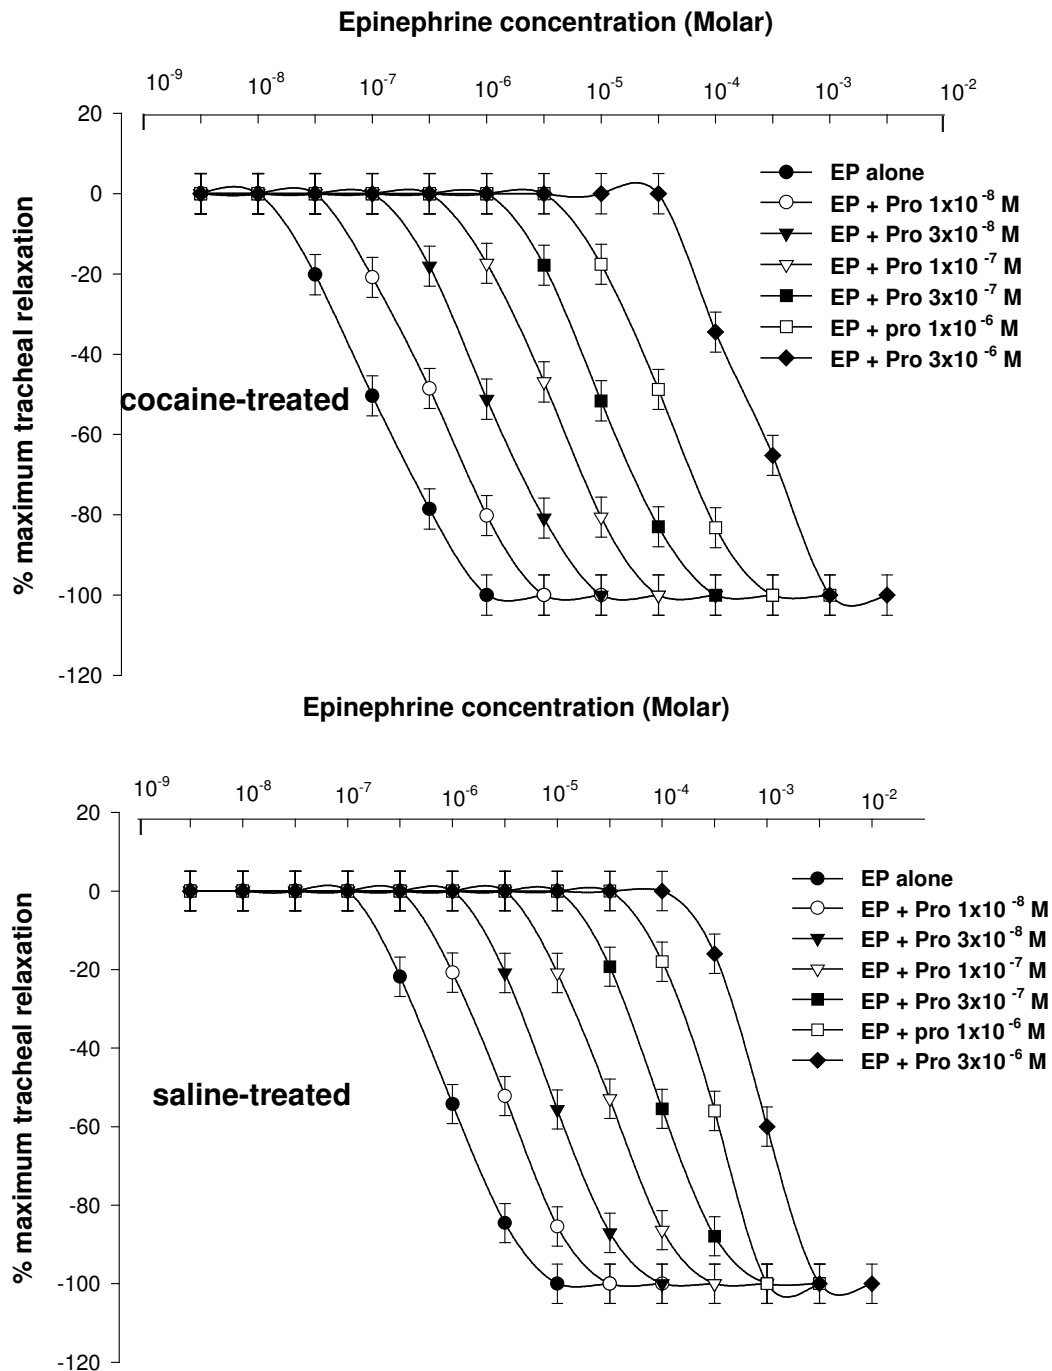 Epinephrine concentration (Molar)
10-9 10-8 10-7 10-6 10-5 10-4 10-3 10-2
20
0
-20
-40
-60
-80
-100
-120
% maximum tracheal relaxation
cocaine-treated
EP alone
EP + Pro 1x10 -8 M
EP + Pro 3x10 -8 M
EP + Pro 1x10 -7 M
EP + Pro 3x10 -7 M
EP + pro 1x10 -6 M
EP + Pro 3x10 -6 M
Epinephrine concentration (Molar)
10-9 10-8 10-7 10-6 10-5 10-4 10-3 10-2
20
0
-20
-40
-60
-80
-100
-120
% maximum tracheal relaxation
saline-treated
EP alone
EP + Pro 1x10 -8 M
EP + Pro 3x10 -8 M
EP + Pro 1x10 -7 M
EP + Pro 3x10 -7 M
EP + pro 1x10 -6 M
EP + Pro 3x10 -6 M